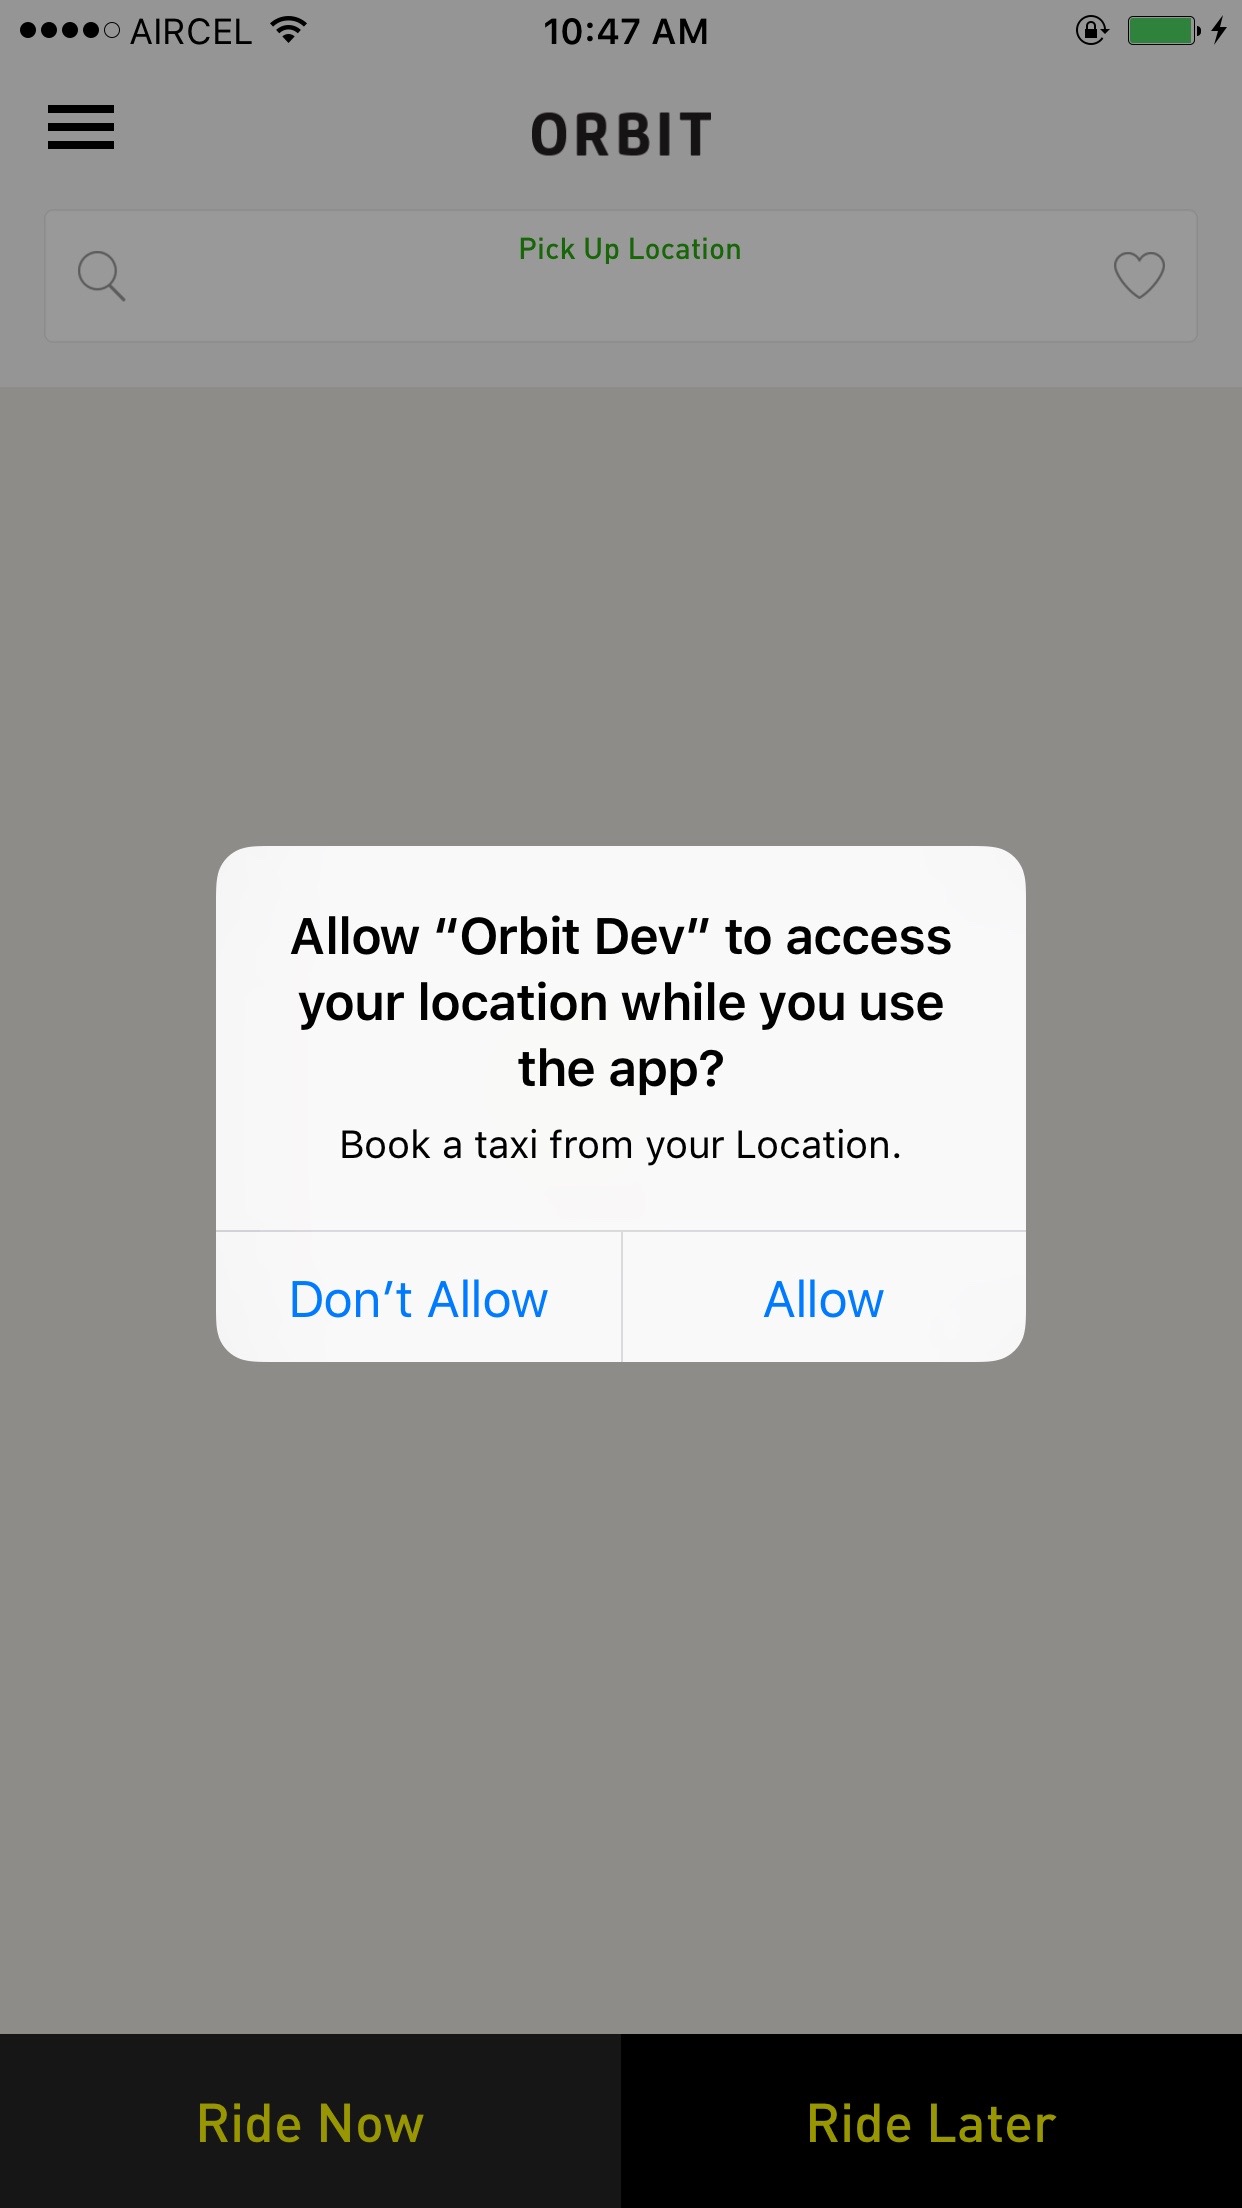 AIRCEL 10:47 AM
ORBIT
Pick Up Location
Allow “Orbit Dev” to access
your location while you use
the app?
Book a taxi from your Location.
Don’t Allow Allow
Ride Now Ride Later